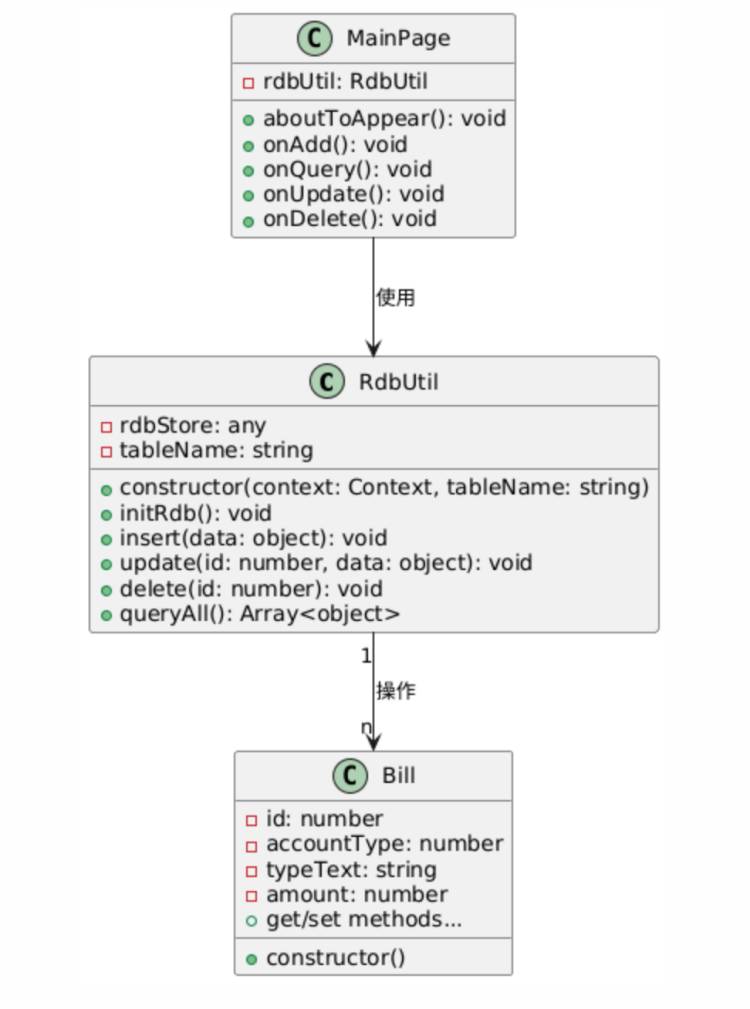 C MainPage
rdbUtil: RdbUtil
aboutToAppear(): void
onAdd(): void
onQuery(): void
onUpdate(): void
onDelete(): void
使用
C RdbUtil
rdbStore: any
tableName: string
constructor(context: Context, tableName: string)
initRdb(): void
insert(data: object): void
update(id: number, data: object): void
delete(id: number): void
queryAll(): Array<object>
1
操作
n
C Bill
id: number
accountType: number
typeText: string
amount: number
get/set methods...
constructor()